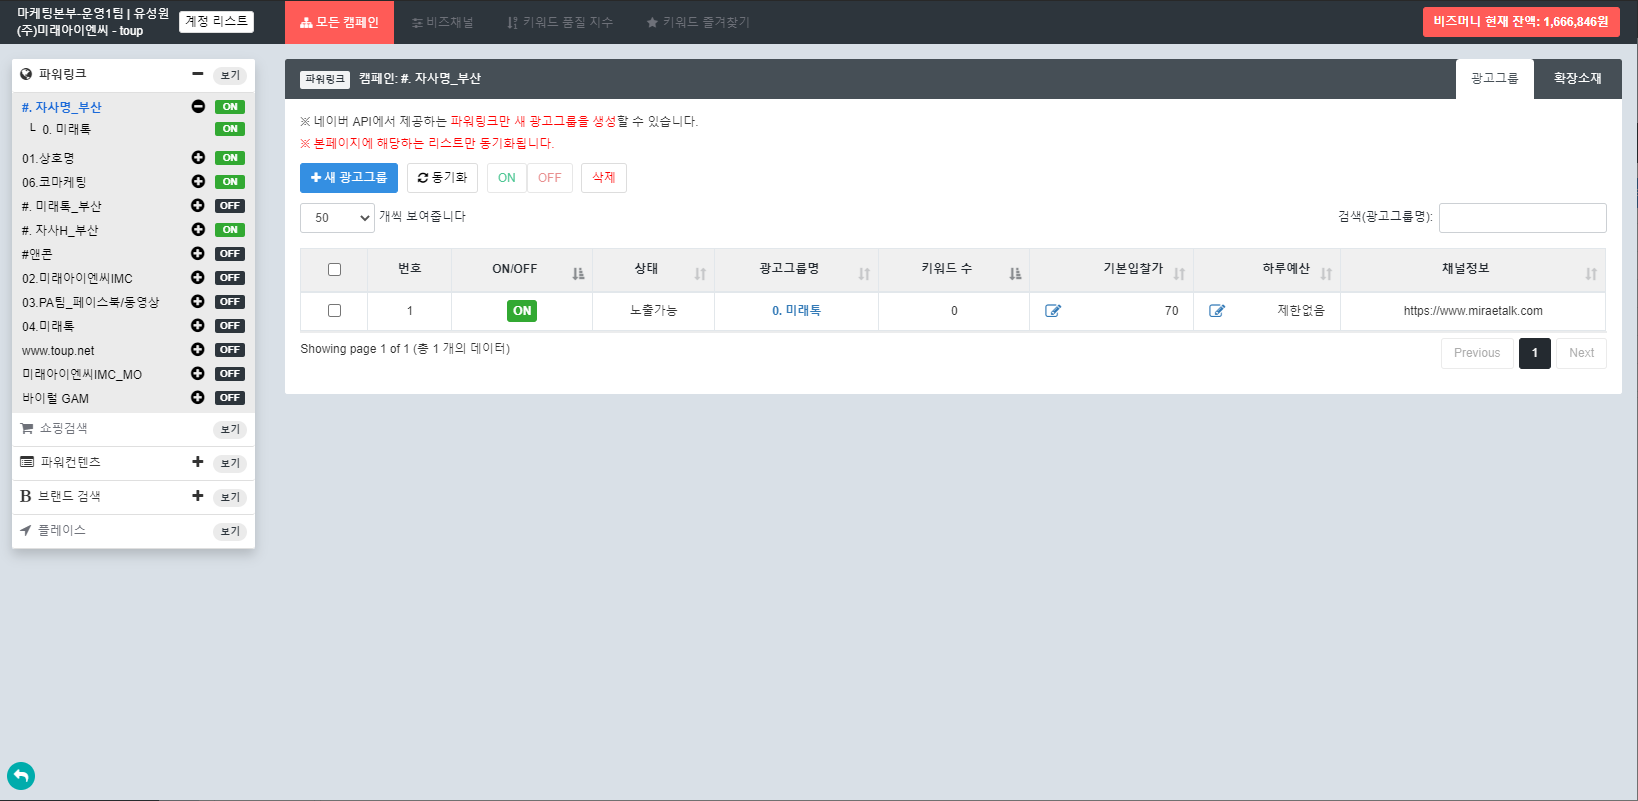 마케팅본부-운영1팀 | 유성원
(주)미래아이엔씨 - toup
계정 리스트
모든 캠페인
비즈채널
키워드 품질 지수
키워드 즐겨찾기
비즈머니 현재 잔액: 1,666,846원
파워링크
보기
#. 자사명_부산
ON
└ 0. 미래톡
ON
01.상호명
ON
06.코마케팅
ON
#. 미래톡_부산
OFF
#. 자사H_부산
ON
#앤콘
OFF
02.미래아이엔씨IMC
OFF
03.PA팀_페이스북/동영상
OFF
04.미래톡
OFF
www.toup.net
OFF
미래아이엔씨IMC_MO
OFF
바이럴 GAM
OFF
쇼핑검색
보기
파워컨텐츠
보기
B 브랜드 검색
보기
플레이스
보기
파워링크
캠페인: #. 자사명_부산
광고그룹
확장소재
※ 네이버 API에서 제공하는 파워링크만 새 광고그룹을 생성할 수 있습니다.
※ 본페이지에 해당하는 리스트만 동기화됩니다.
새 광고그룹
동기화
ON
OFF
삭제
50
개씩 보여줍니다
검색(광고그룹명):
번호
ON/OFF
상태
광고그룹명
키워드 수
기본입찰가
하루예산
채널정보
1
ON
노출가능
0. 미래톡
0
70
제한없음
https://www.miraetalk.com
Showing page 1 of 1 (총 1 개의 데이터)
Previous
1
Next